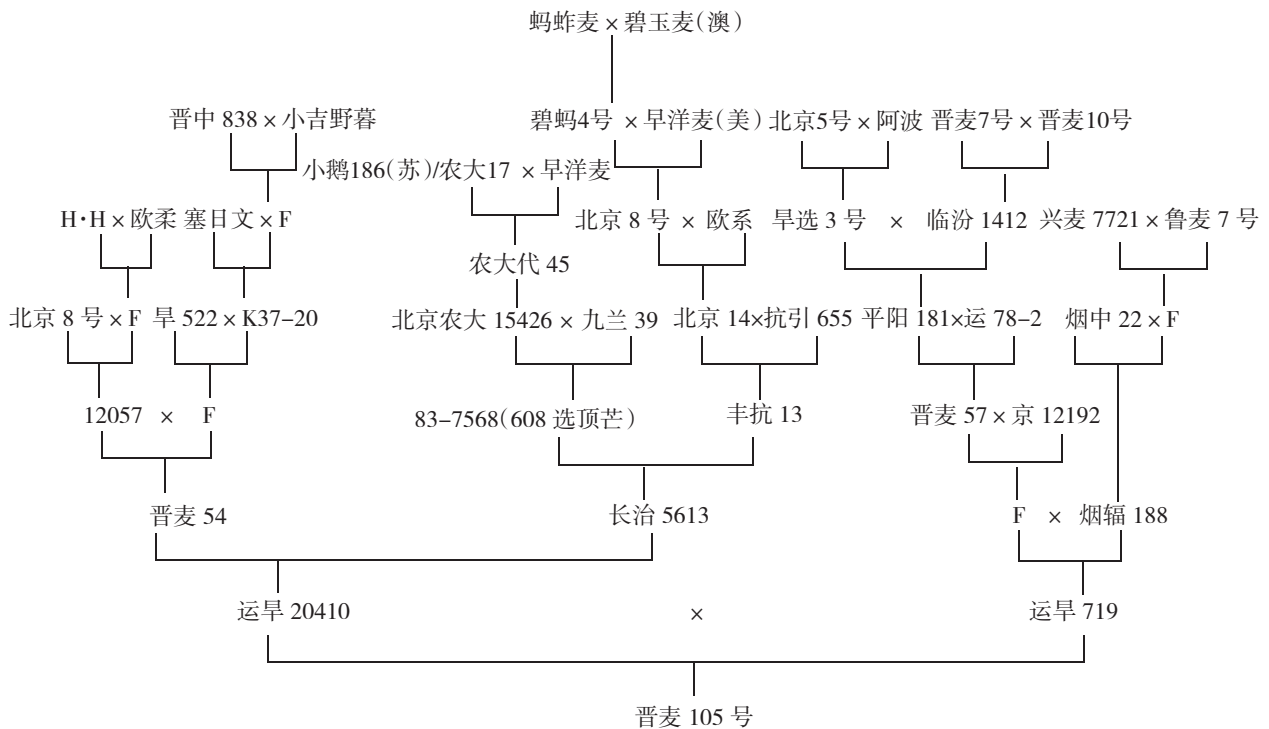 蚂蚱麦 × 碧玉麦(澳)
晋中 838 × 小吉野暮
碧蚂4号 × 早洋麦(美) 北京5号 × 阿波 晋麦7号 × 晋麦10号
小鹅186(苏)/农大17 × 早洋麦
H·H × 欧柔 塞日文 × F
北京 8 号 × 欧系 旱选 3 号 × 临汾 1412 兴麦 7721 × 鲁麦 7 号
农大代 45
北京 8 号 × F 旱 522 × K37-20 北京农大 15426 × 九兰 39 北京 14×抗引 655 平阳 181×运 78-2 烟中 22 × F
12057 × F 83-7568(608 选顶芒) 丰抗 13 晋麦 57 × 京 12192
晋麦 54 长治 5613 F × 烟辐 188
运旱 20410 × 运旱 719
晋麦 105 号